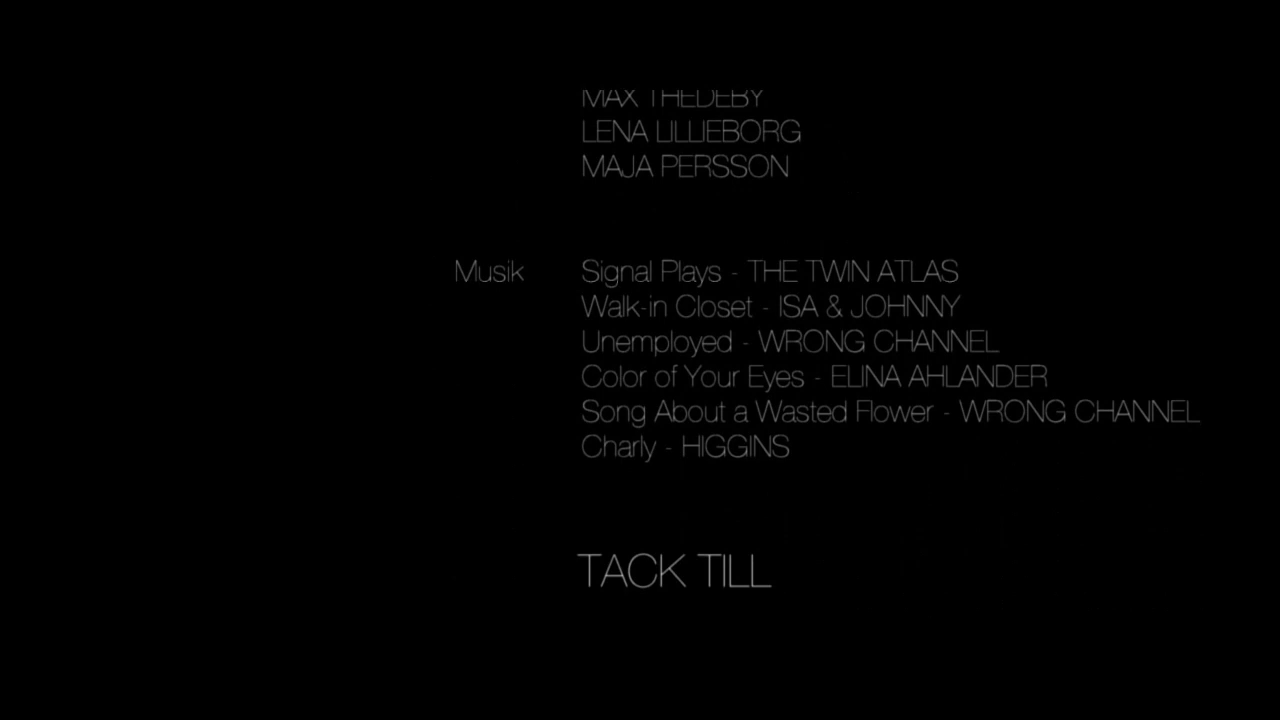 MAX THEDEBY
LENA LILLIEBORG
MAJA PERSSON
Musik Signal Plays - THE TWIN ATLAS
Walk-in Closet - ISA & JOHNNY
Unemployed - WRONG CHANNEL
Color of Your Eyes - ELINA AHLANDER
Song About a Wasted Flower - WRONG CHANNEL
Charly - HIGGINS
TACK TILL